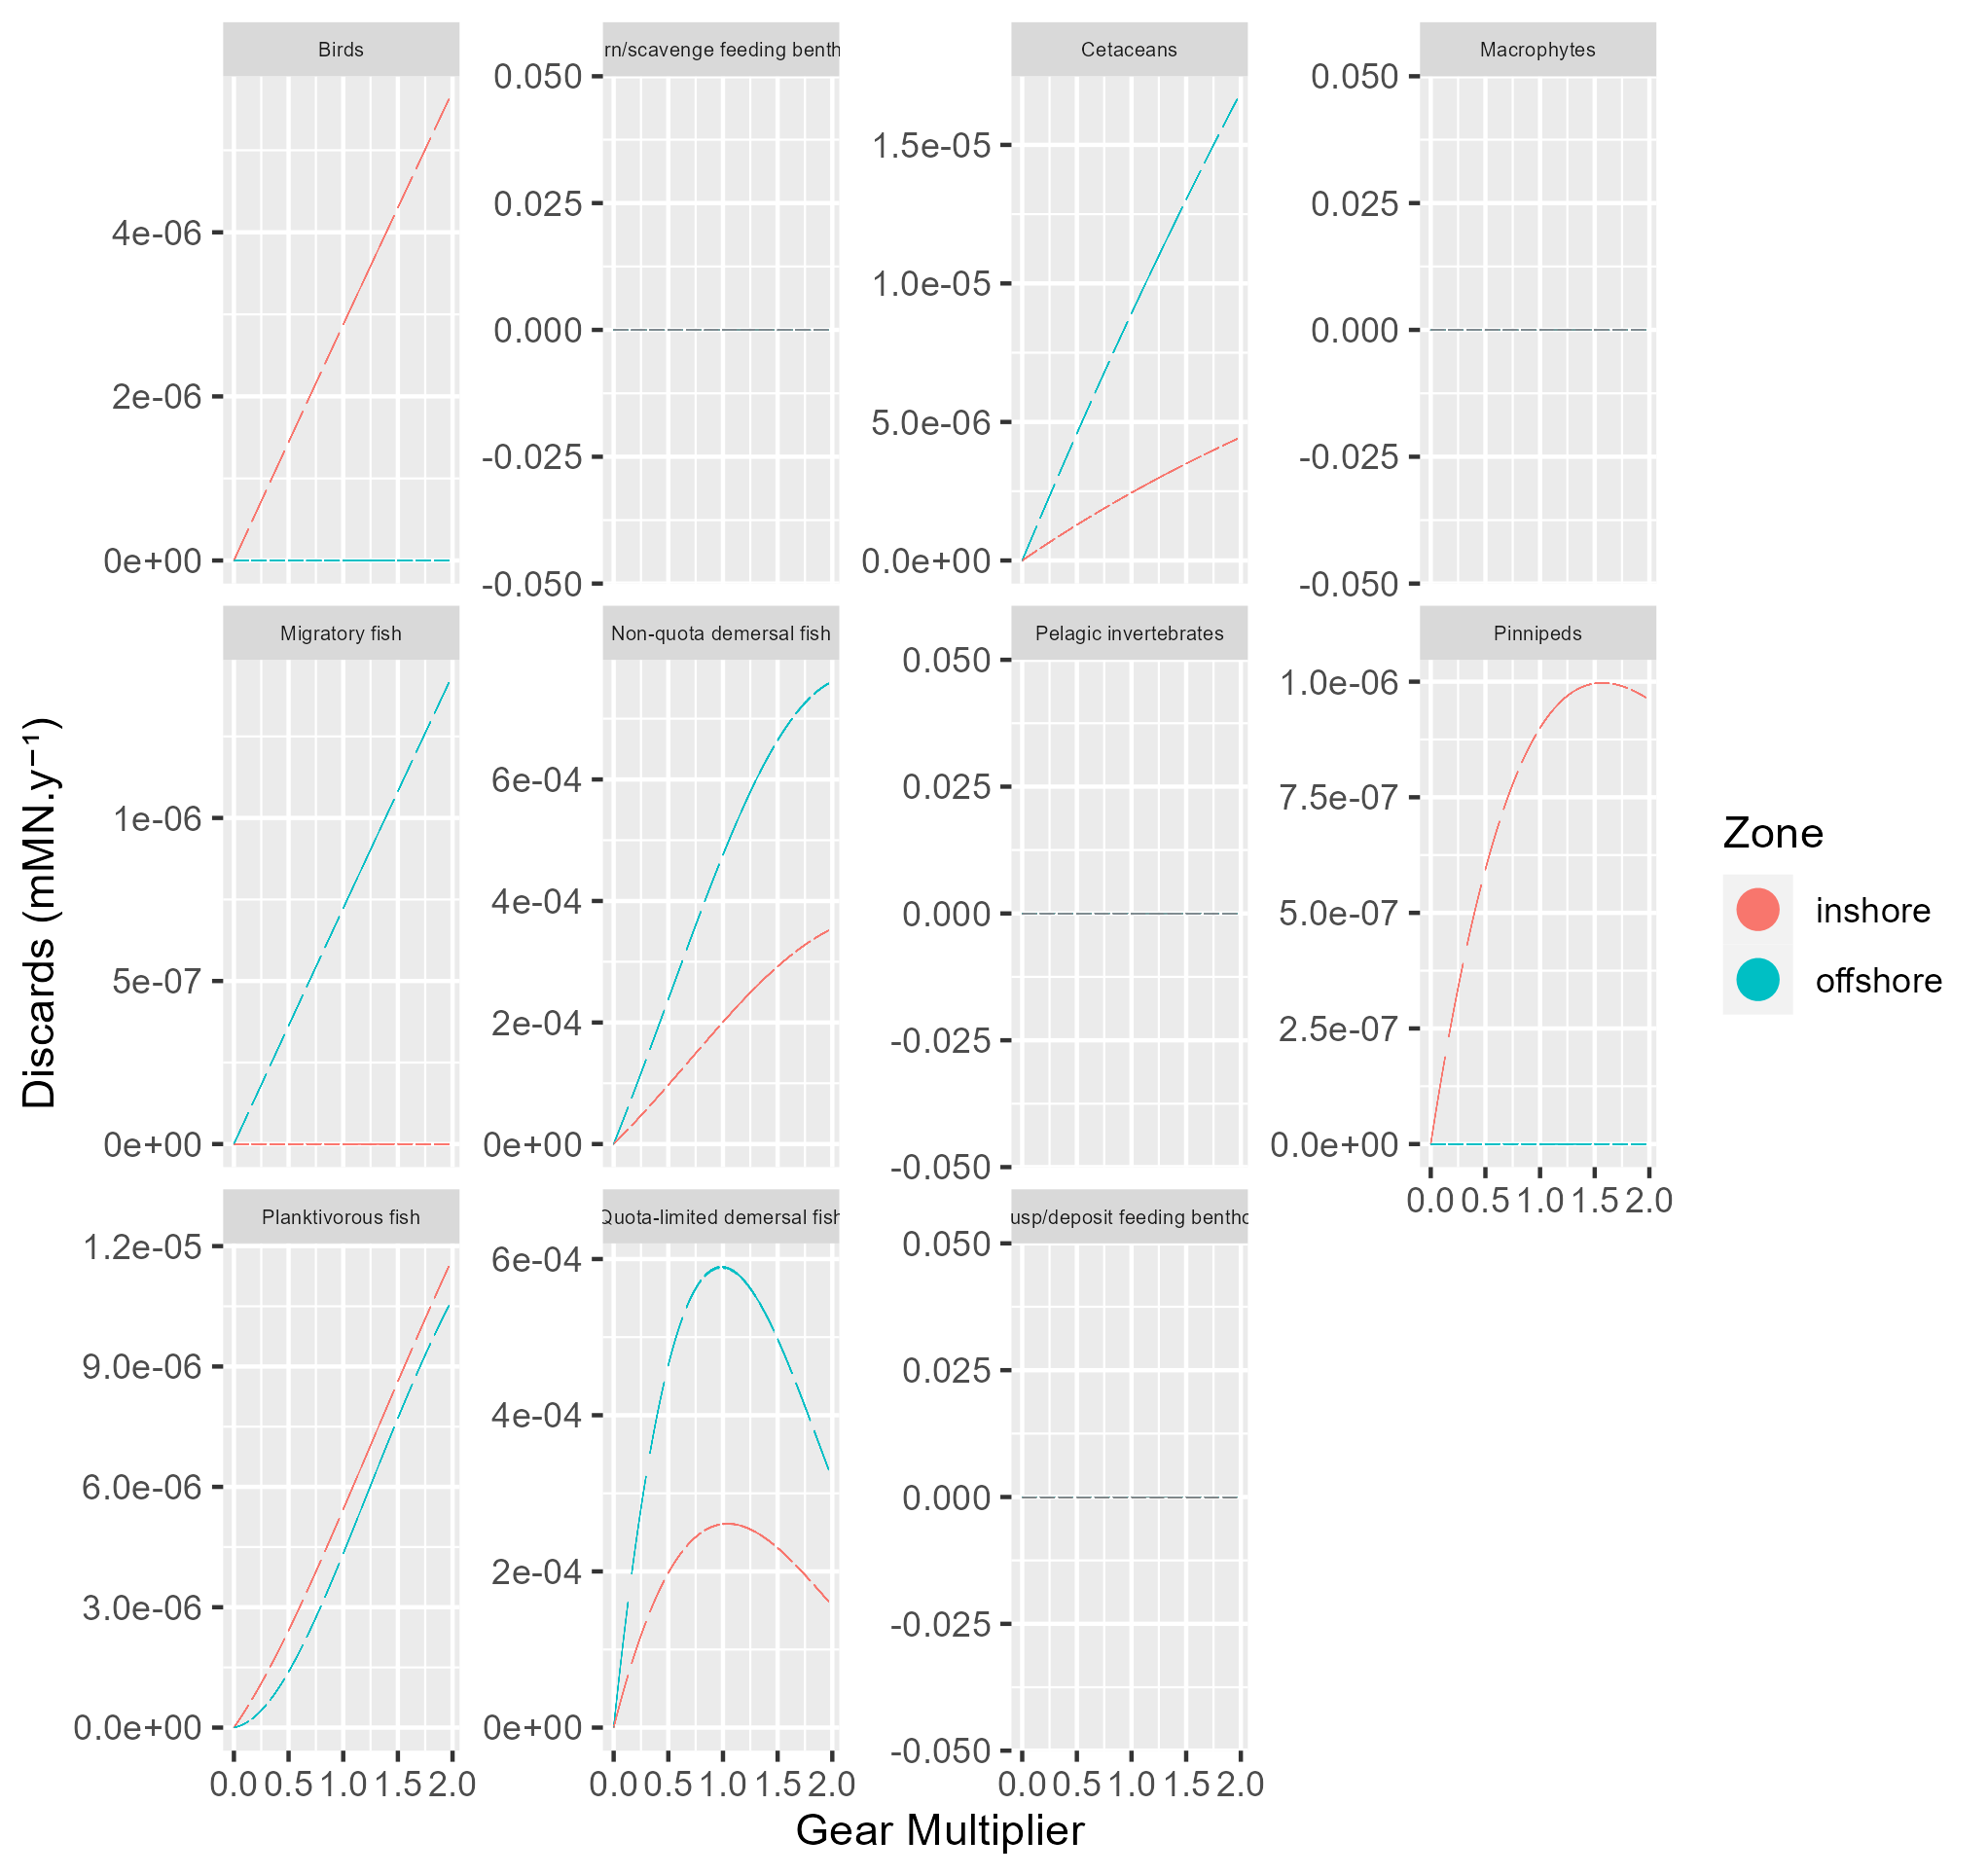 Birds
rn/scavenge feeding benth
Cetaceans
Macrophytes
4e-06
2e-06
0e+00
0.050
0.025
0.000
-0.025
-0.050
1.5e-05
1.0e-05
5.0e-06
0.0e+00
0.050
0.025
0.000
-0.025
-0.050
Migratory fish
Non-quota demersal fish
Pelagic invertebrates
Pinnipeds
1e-06
5e-07
0e+00
6e-04
4e-04
2e-04
0e+00
0.050
0.025
0.000
-0.025
-0.050
1.0e-06
7.5e-07
5.0e-07
2.5e-07
0.0e+00
0.0 0.5 1.0 1.5 2.0
Planktivorous fish
Quota-limited demersal fish
usp/deposit feeding bentho
1.2e-05
9.0e-06
6.0e-06
3.0e-06
0.0e+00
6e-04
4e-04
2e-04
0e+00
0.050
0.025
0.000
-0.025
-0.050
0.0 0.5 1.0 1.5 2.0
0.0 0.5 1.0 1.5 2.0
0.0 0.5 1.0 1.5 2.0
Gear Multiplier
Discards (mMN.y⁻¹)
Zone
inshore
offshore